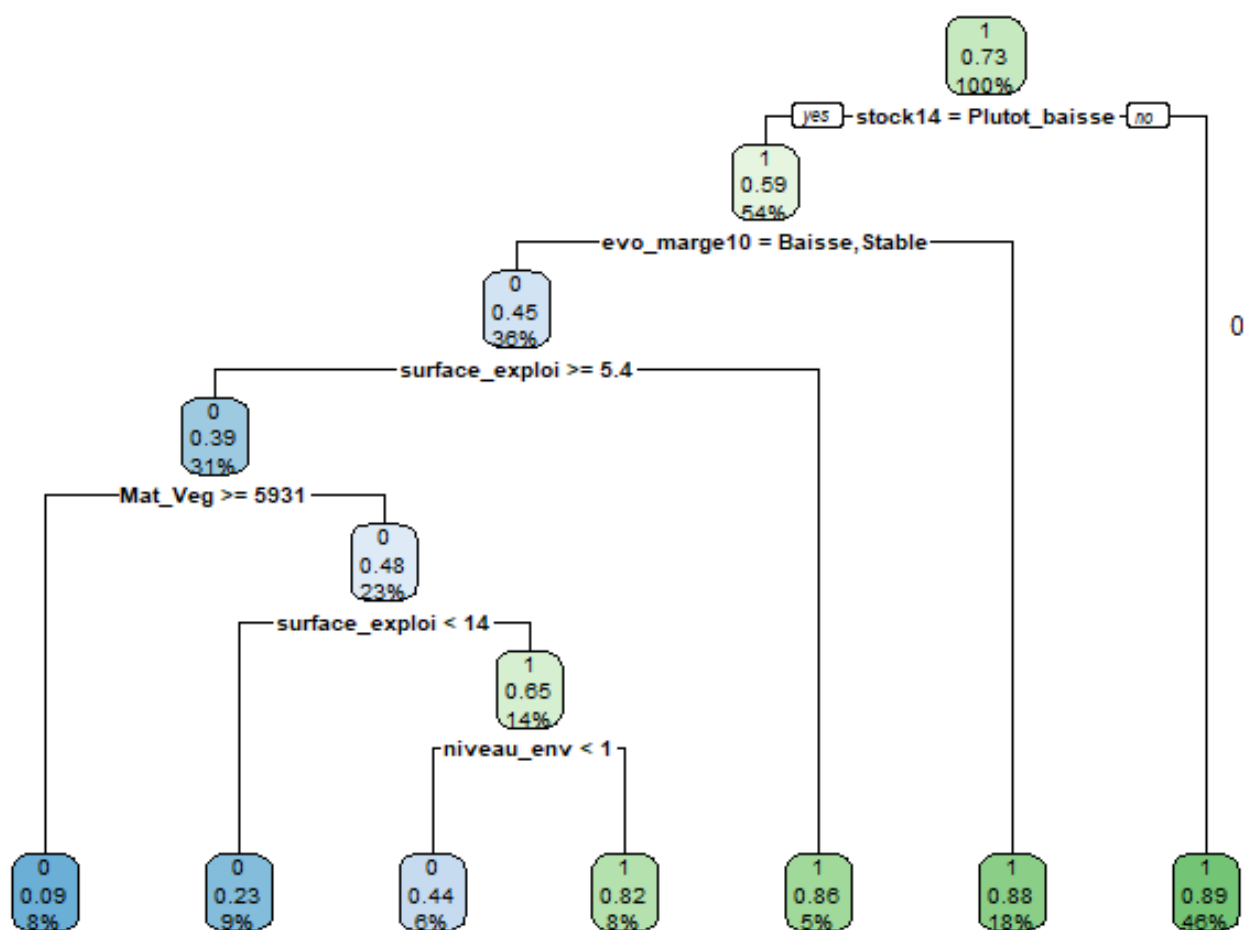 1
0.73
100%
yes stock14 = Plutot_baisse no
1
0.59
54%
evo_marge10 = Baisse,Stable
0
0.45
36%
0
surface_exploi >= 5.4
0
0.39
31%
Mat_Veg >= 5931
0
0.48
23%
surface_exploi < 14
1
0.65
14%
niveau_env < 1
0 0 0 1 1 1 1
0.09 0.23 0.44 0.82 0.86 0.88 0.89
8% 9% 6% 8% 5% 18% 46%